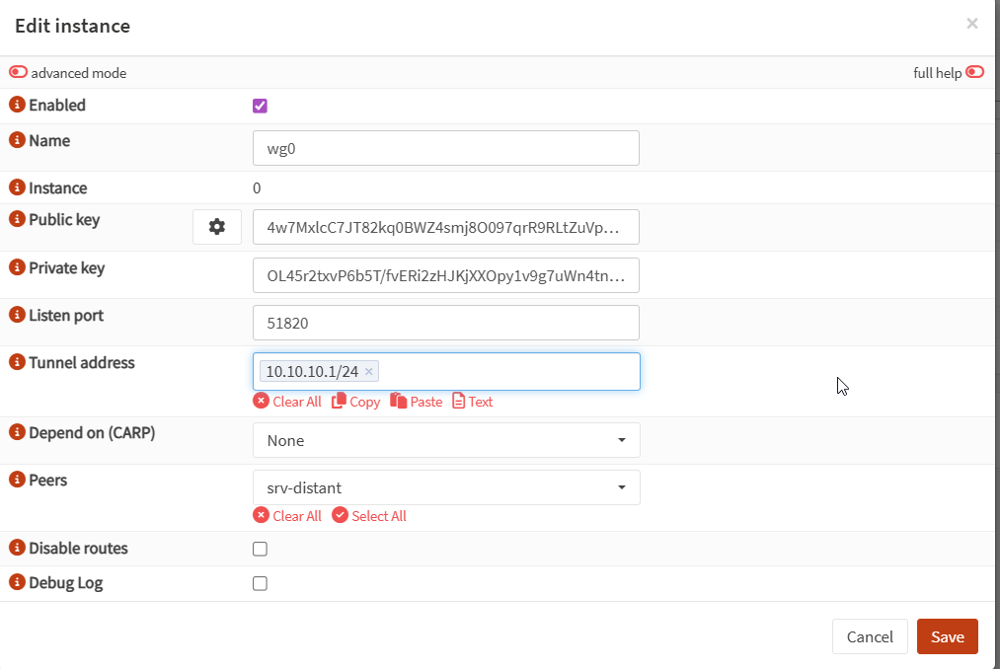 Edit instance
×
advanced mode
full help
Enabled
Name
wg0
Instance
0
Public key
4w7MxlcC7JT82kq0BWZ4smj8O097qrR9RLtZuVp...
Private key
OL45r2txvP6b5T/fvERi2zHJKjXXOpy1v9g7uWn4tn...
Listen port
51820
Tunnel address
10.10.10.1/24 ×
Clear All Copy Paste Text
Depend on (CARP)
None
Peers
srv-distant
Clear All Select All
Disable routes
Debug Log
Cancel
Save